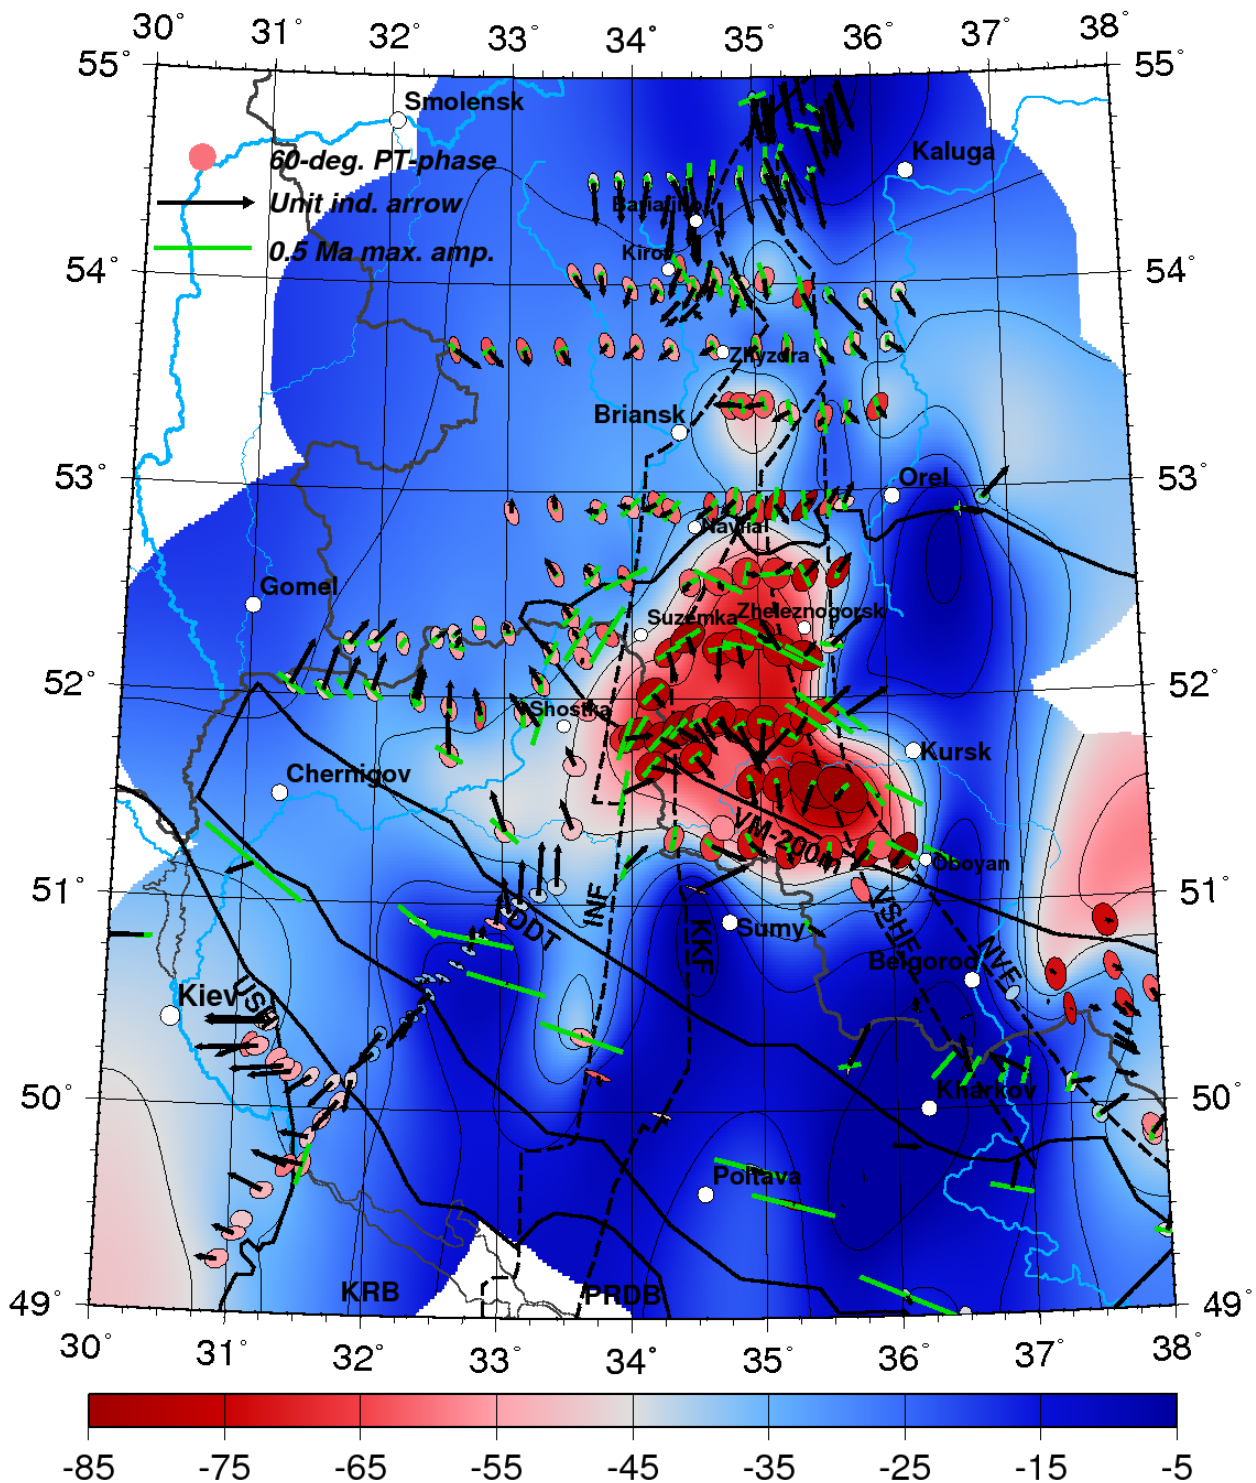 30° 31° 32° 33° 34° 35° 36° 37° 38°
55° 55°
Smolensk
Kaluga
60-deg. PT-phase
Unit ind. arrow
0.5 Ma max. amp.
Kirov
54° 54°
Zhyzdra
Briansk
53° 53°
Orel
Navlia
Gomel
Suzemka Zheleznogorsk
52° 52°
Shostka
Kursk
Chernigov
VM-200m
Oboyan
51° 51°
INF
DDT
KKF
Sumy
VSHF
NVF
Belgorod
USH
Kiev
50° 50°
Kharkov
Poltava
KRB
PRDB
49° 49°
30° 31° 32° 33° 34° 35° 36° 37° 38°
-85 -75 -65 -55 -45 -35 -25 -15 -5